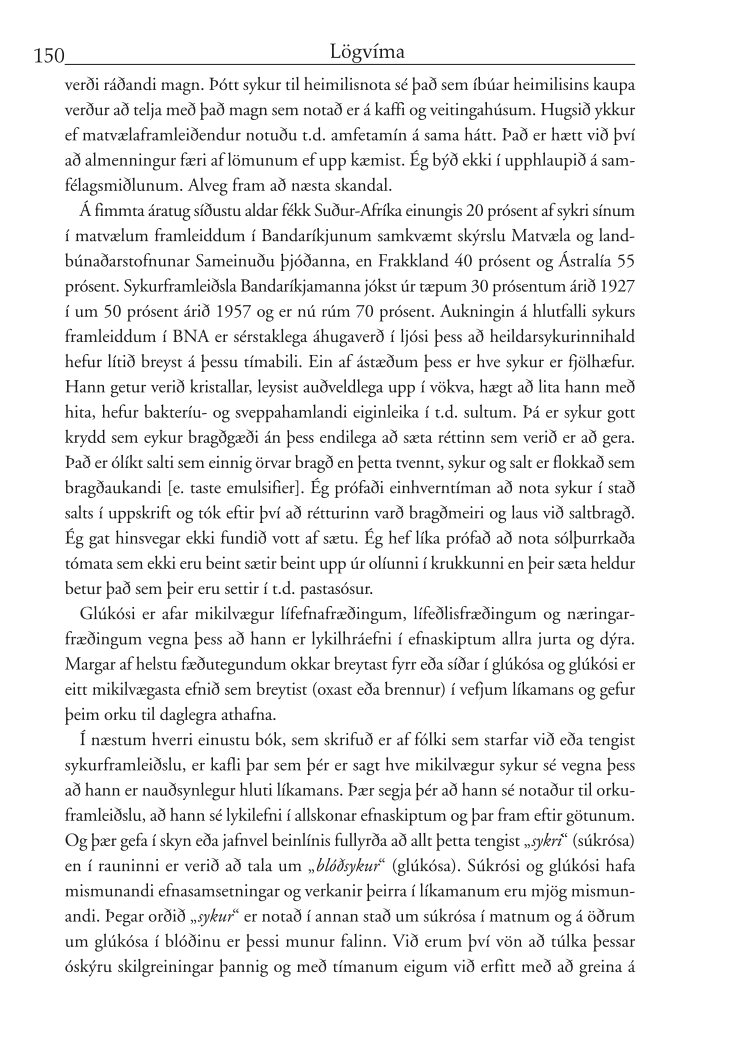 150
Lögvíma
verði ráðandi magn. Þótt sykur til heimilisnota sé það sem íbúar heimilisins kaupa
verður að telja með það magn sem notað er á kaffi og veitingahúsum. Hugsið ykkur
ef matvælaframleiðendur notuðu t.d. amfetamín á sama hátt. Það er hætt við því
að almenningur færi af lömunum ef upp kæmist. Ég býð ekki í upphlaupið á sam-
félagsmiðlunum. Alveg fram að næsta skandal.
Á fimmta áratug síðustu aldar fékk Suður-Afríka einungis 20 prósent af sykri sínum
í matvælum framleiddum í Bandaríkjunum samkvæmt skýrslu Matvæla og land-
búnaðarstofnunar Sameinuðu þjóðanna, en Frakkland 40 prósent og Ástralía 55
prósent. Sykurframleiðsla Bandaríkjamanna jókst úr tæpum 30 prósentum árið 1927
í um 50 prósent árið 1957 og er nú rúm 70 prósent. Aukningin á hlutfalli sykurs
framleiddum í BNA er sérstaklega áhugaverð í ljósi þess að heildarsykurinnihald
hefur lítið breyst á þessu tímabili. Ein af ástæðum þess er hve sykur er fjölhæfur.
Hann getur verið kristallar, leysist auðveldlega upp í vökva, hægt að lita hann með
hita, hefur bakteríu- og sveppahamlandi eiginleika í t.d. sultum. Þá er sykur gott
krydd sem eykur bragðgæði án þess endilega að sæta réttinn sem verið er að gera.
Það er ólíkt salti sem einnig örvar bragð en þetta tvennt, sykur og salt er flokkað sem
bragðaukandi [e. taste emulsifier]. Ég prófaði einhverntíman að nota sykur í stað
salts í uppskrift og tók eftir því að rétturinn varð bragðmeiri og laus við saltbragð.
Ég gat hinsvegar ekki fundið vott af sætu. Ég hef líka prófað að nota sólþurrkaða
tómata sem ekki eru beint sætir beint upp úr olíunni í krukkunni en þeir sæta heldur
betur það sem þeir eru settir í t.d. pastasósur.
Glúkósi er afar mikilvægur lífefnafræðingum, lífeðlisfræðingum og næringar-
fræðingum vegna þess að hann er lykilhráefni í efnaskiptum allra jurta og dýra.
Margar af helstu fæðutegundum okkar breytast fyrr eða síðar í glúkósa og glúkósi er
eitt mikilvægasta efnið sem breytist (oxast eða brennur) í vefjum líkamans og gefur
þeim orku til daglegra athafna.
Í næstum hverri einustu bók, sem skrifuð er af fólki sem starfar við eða tengist
sykurframleiðslu, er kafli þar sem þér er sagt hve mikilvægur sykur sé vegna þess
að hann er nauðsynlegur hluti líkamans. Þær segja þér að hann sé notaður til orku-
framleiðslu, að hann sé lykilefni í allskonar efnaskiptum og þar fram eftir götunum.
Og þær gefa í skyn eða jafnvel beinlínis fullyrða að allt þetta tengist „sykri“ (súkrósa)
en í rauninni er verið að tala um „blóðsykur“ (glúkósa). Súkrósi og glúkósi hafa
mismunandi efnasamsetningar og verkanir þeirra í líkamanum eru mjög mismun-
andi. Þegar orðið „sykur“ er notað í annan stað um súkrósa í matnum og á öðrum
um glúkósa í blóðinu er þessi munur falinn. Við erum því vön að túlka þessar
óskýru skilgreiningar þannig og með tímanum eigum við erfitt með að greina á